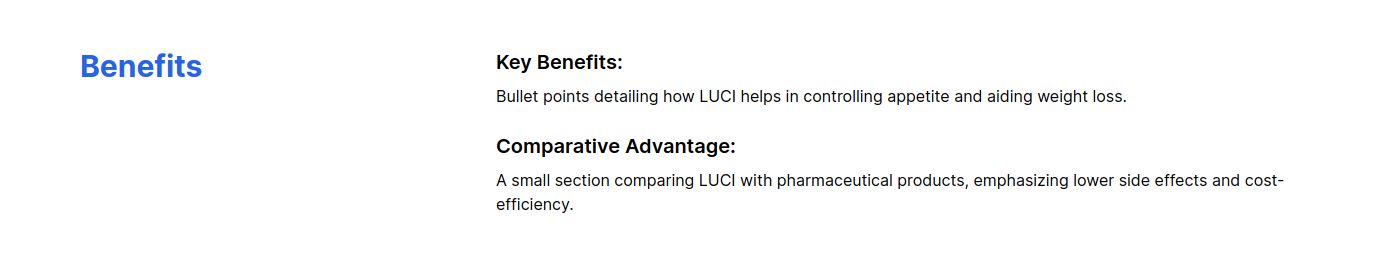 Benefits
Key Benefits:
Bullet points detailing how LUCI helps in controlling appetite and aiding weight loss.
Comparative Advantage:
A small section comparing LUCI with pharmaceutical products, emphasizing lower side effects and cost-
efficiency.